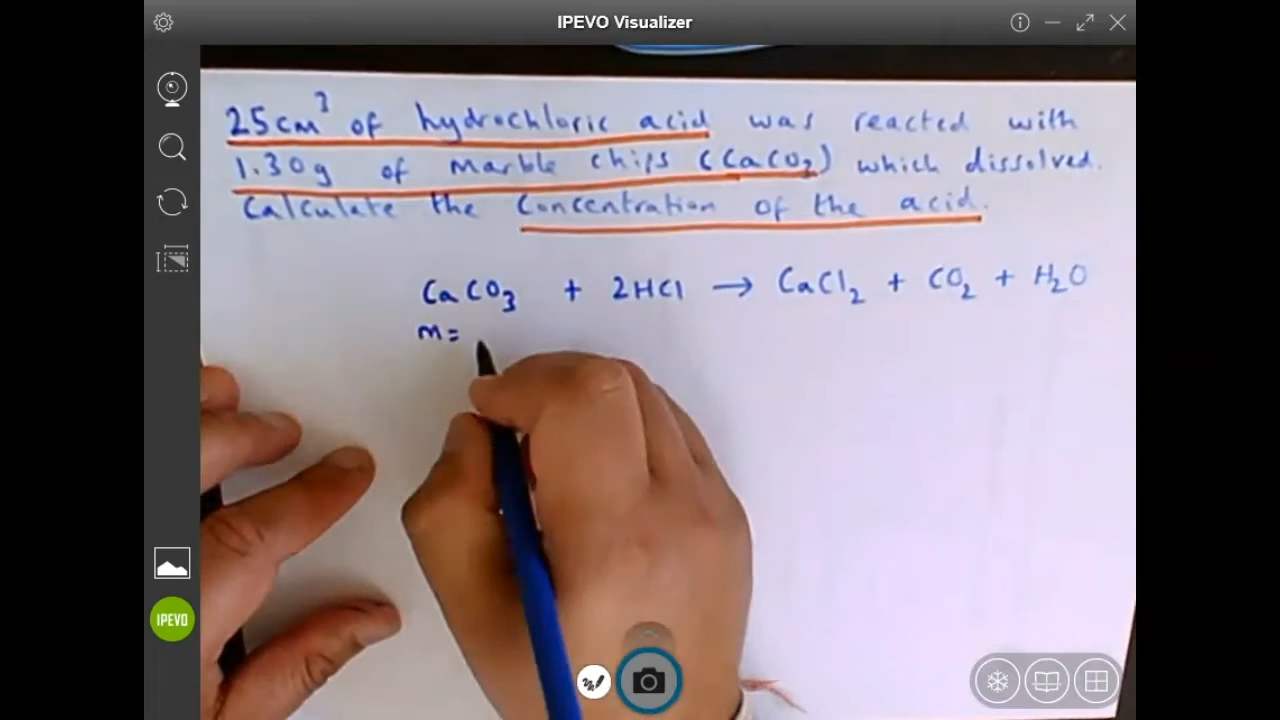 IPEVO Visualizer
25cm³ of hydrochloric acid was reacted with
1.30g of Marble chips (CaCO₃) which dissolved.
Calculate the concentration of the acid.
CaCO₃ + 2HCl → CaCl₂ + CO₂ + H₂O
m=
IPEVO